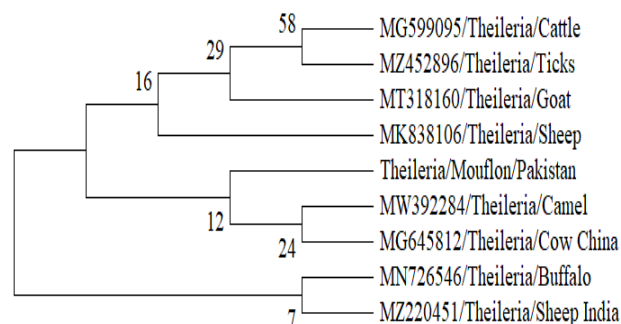 58
MG599095/Theileria/Cattle
29
MZ452896/Theileria/Ticks
16
MT318160/Theileria/Goat
MK838106/Theileria/Sheep
Theileria/Mouflon/Pakistan
12
MW392284/Theileria/Camel
24
MG645812/Theileria/Cow China
MN726546/Theileria/Buffalo
7
MZ220451/Theileria/Sheep India